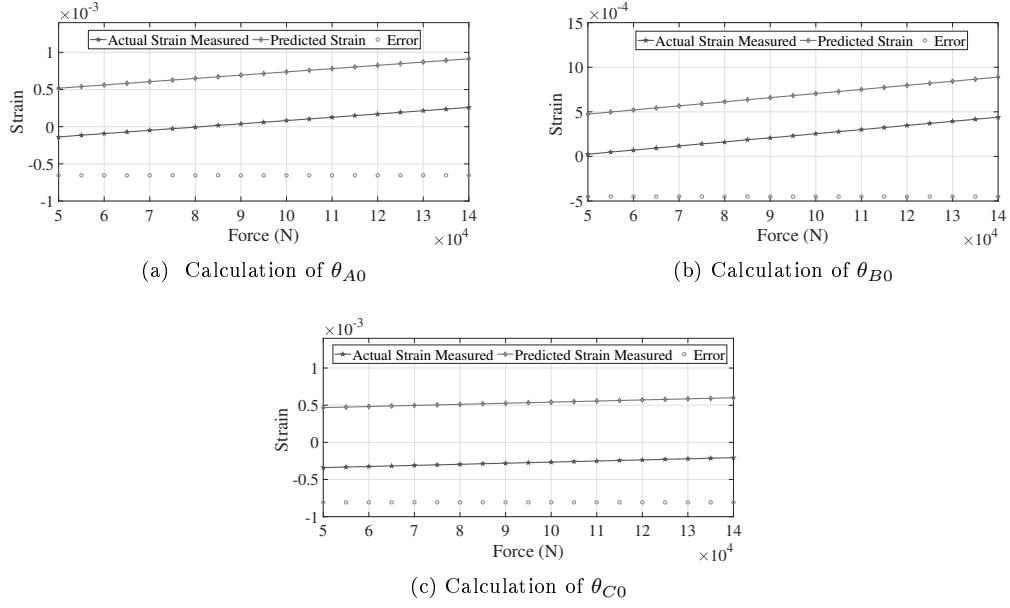 ×10⁻³
Actual Strain Measured Predicted Strain Error
1
0.5
0
-0.5
-1
Strain
5 6 7 8 9 10 11 12 13 14
Force (N)
×10⁴
(a) Calculation of θA0
×10⁻⁴
Actual Strain Measured Predicted Strain Error
15
10
5
0
-5
Strain
5 6 7 8 9 10 11 12 13 14
Force (N)
×10⁴
(b) Calculation of θB0
×10⁻³
Actual Strain Measured Predicted Strain Measured Error
1
0.5
0
-0.5
-1
Strain
5 6 7 8 9 10 11 12 13 14
Force (N)
×10⁴
(c) Calculation of θC0